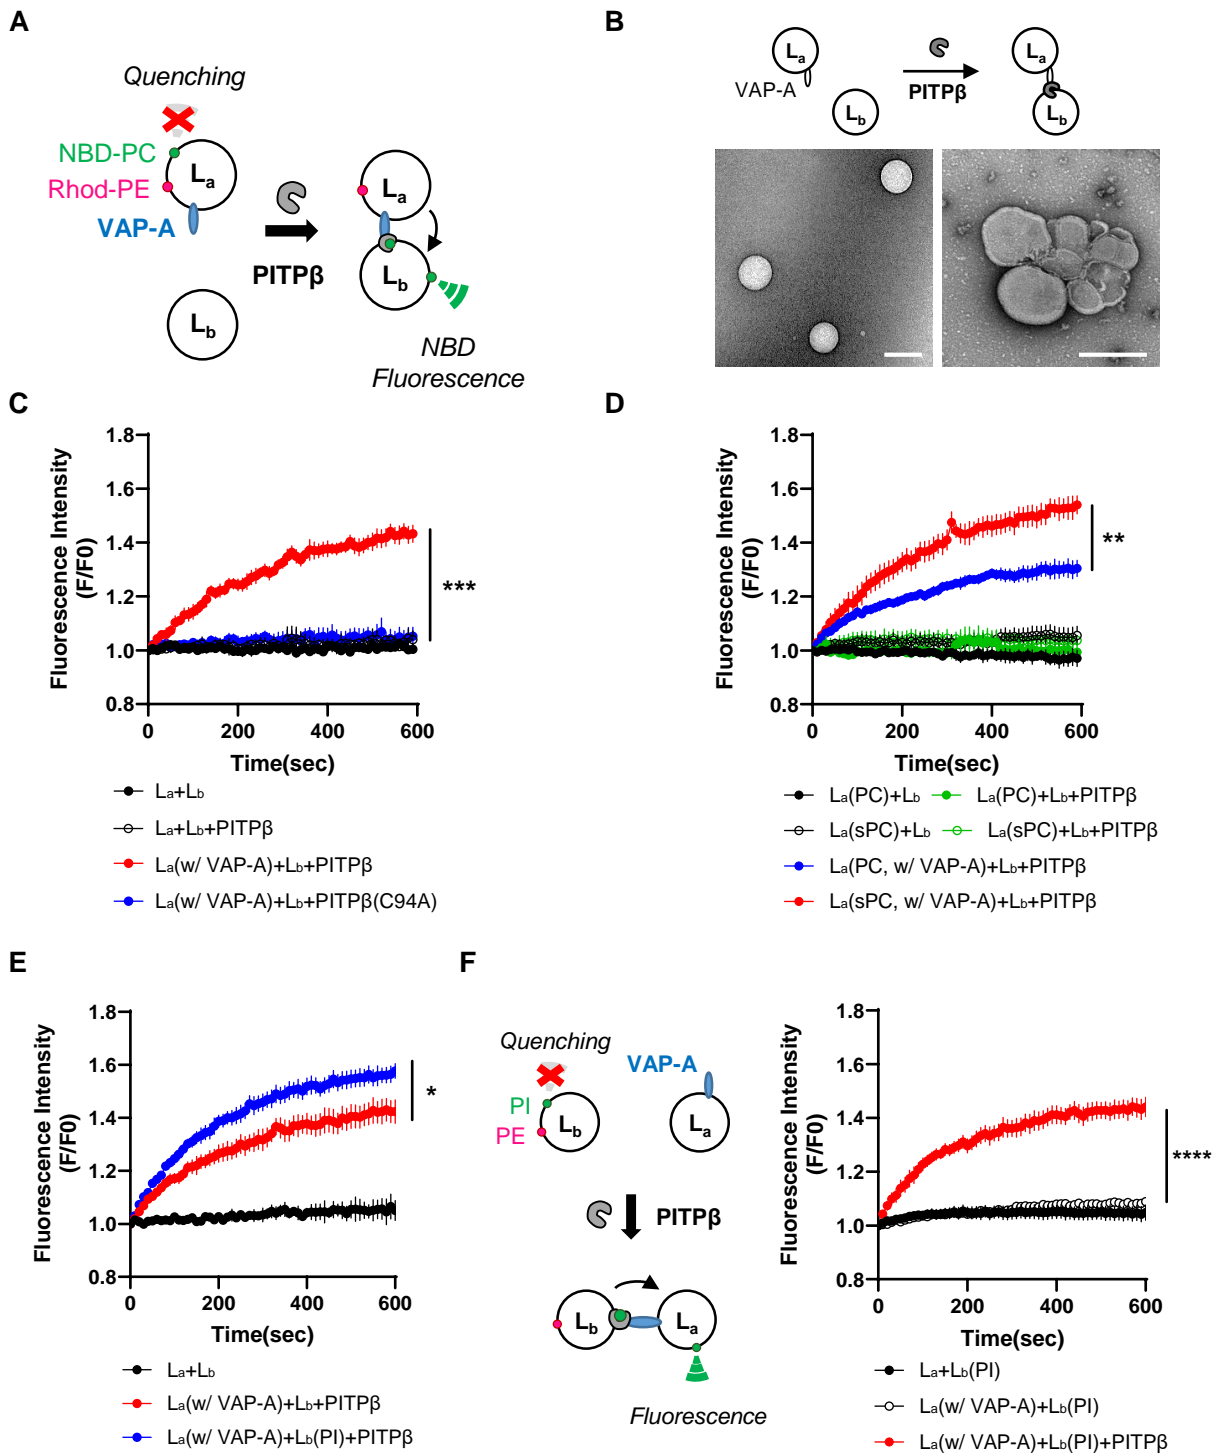 A
Quenching
NBD-PC
Rhod-PE
VAP-A
La
Lb
PITPβ
La
Lb
NBD
Fluorescence
B
La
VAP-A
Lb
PITPβ
La
Lb
C
Fluorescence Intensity
(F/F0)
1.8
1.6
1.4
1.2
1.0
0.8
0
200
400
600
Time(sec)
***
La+Lb
La+Lb+PITPβ
La(w/ VAP-A)+Lb+PITPβ
La(w/ VAP-A)+Lb+PITPβ(C94A)
D
Fluorescence Intensity
(F/F0)
1.8
1.6
1.4
1.2
1.0
0.8
0
200
400
600
Time(sec)
**
La(PC)+Lb
La(PC)+Lb+PITPβ
La(sPC)+Lb
La(sPC)+Lb+PITPβ
La(PC, w/ VAP-A)+Lb+PITPβ
La(sPC, w/ VAP-A)+Lb+PITPβ
E
Fluorescence Intensity
(F/F0)
1.8
1.6
1.4
1.2
1.0
0.8
0
200
400
600
Time(sec)
*
La+Lb
La(w/ VAP-A)+Lb+PITPβ
La(w/ VAP-A)+Lb(PI)+PITPβ
F
Quenching
VAP-A
PI
PE
Lb
La
PITPβ
Lb
La
Fluorescence
Fluorescence Intensity
(F/F0)
1.8
1.6
1.4
1.2
1.0
0.8
0
200
400
600
Time(sec)
****
La+Lb(PI)
La(w/ VAP-A)+Lb(PI)
La(w/ VAP-A)+Lb(PI)+PITPβ